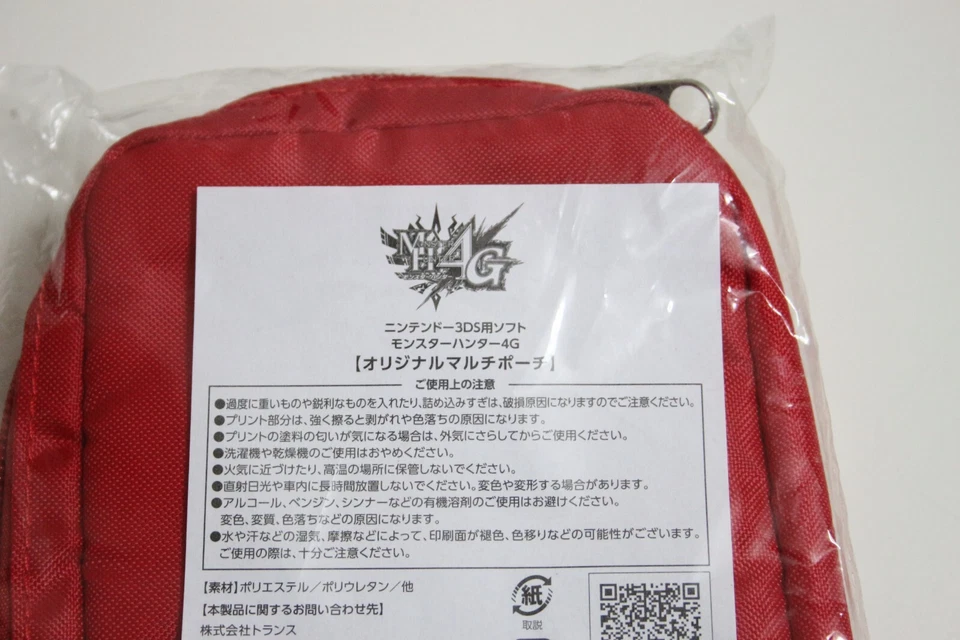 MH4G
ニンテンドー3DS用ソフト
モンスターハンター4G
【オリジナルマルチポーチ】
ご使用上の注意
●過度に重いものや鋭利なものを入れたり、詰め込みすぎは、破損原因になりますのでご注意ください。
●プリント部分は、強く擦ると剥がれや色落ちの原因になります。
●プリントの塗料の匂いが気になる場合は、外気にさらしてからご使用ください。
●洗濯機や乾燥機のご使用はおやめください。
●火気に近づけたり、高温の場所に保管しないでください。
●直射日光や車内に長時間放置しないでください。変色や変形する場合があります。
●アルコール、ベンジン、シンナーなどの有機溶剤のご使用はお避けください。
変色、変質、色落ちなどの原因になります。
●水や汗などの湿気、摩擦などによって、印刷面が褪色、色移りなどの可能性がございます。
ご使用の際は、十分ご注意ください。
【素材】ポリエステル／ポリウレタン／他
【本製品に関するお問い合わせ先】
株式会社トランス
紙
取説